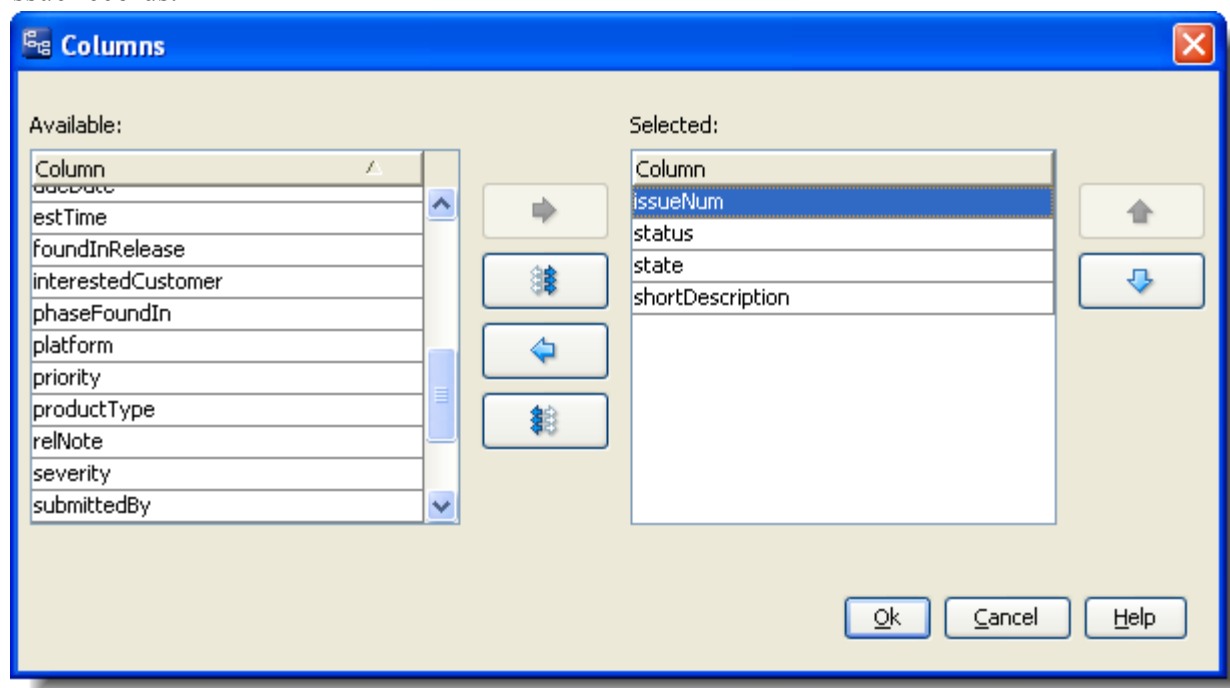 Columns
Available:
Column
estTime
foundInRelease
interestedCustomer
phaseFoundIn
platform
priority
productType
relNote
severity
submittedBy
Selected:
Column
issueNum
status
state
shortDescription
Ok
Cancel
Help